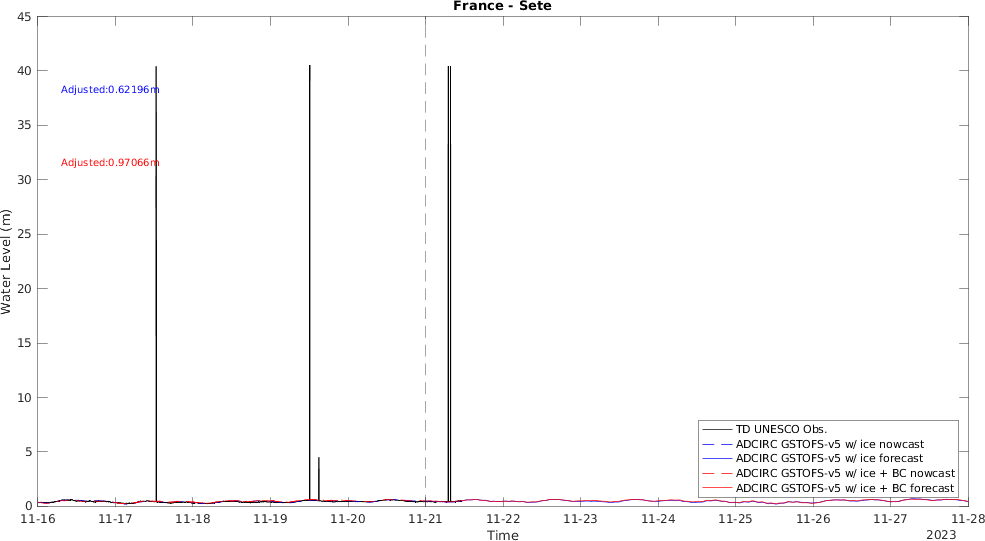 France - Sete
45
40
35
30
25
20
15
10
5
0
Water Level (m)
Adjusted:0.62196m
Adjusted:0.97066m
TD UNESCO Obs.
ADCIRC GSTOFS-v5 w/ ice nowcast
ADCIRC GSTOFS-v5 w/ ice forecast
ADCIRC GSTOFS-v5 w/ ice + BC nowcast
ADCIRC GSTOFS-v5 w/ ice + BC forecast
11-16 11-17 11-18 11-19 11-20 11-21 11-22 11-23 11-24 11-25 11-26 11-27 11-28
Time
2023